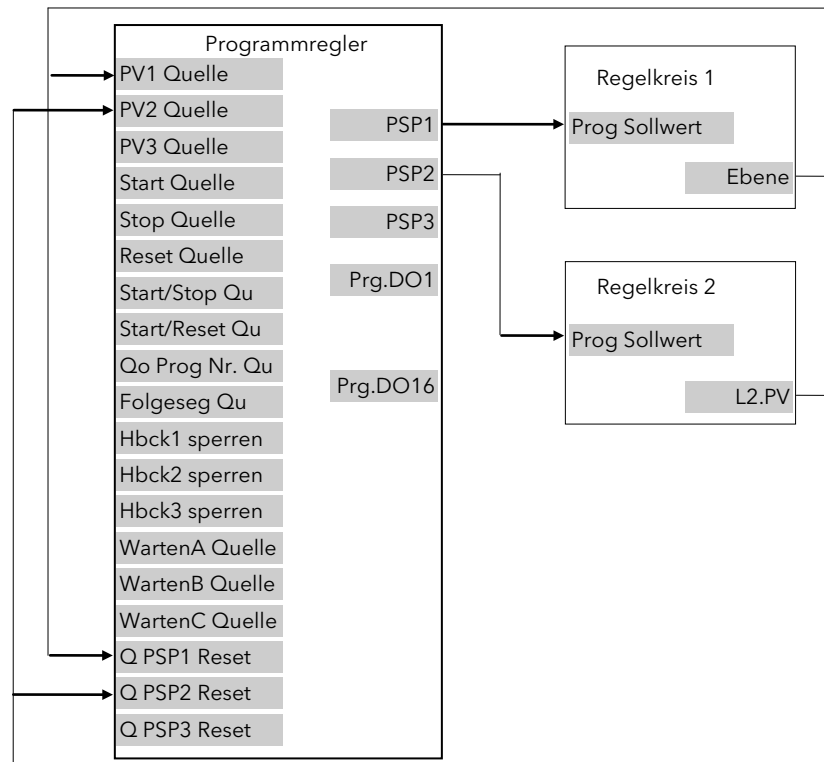 Programmregler
PV1 Quelle
PV2 Quelle
PV3 Quelle
Start Quelle
Stop Quelle
Reset Quelle
Start/Stop Qu
Start/Reset Qu
Qo Prog Nr. Qu
Folgeseg Qu
Hbck1 sperren
Hbck2 sperren
Hbck3 sperren
WartenA Quelle
WartenB Quelle
WartenC Quelle
Q PSP1 Reset
Q PSP2 Reset
Q PSP3 Reset
PSP1
PSP2
PSP3
Prg.DO1
Prg.DO16
Regelkreis 1
Prog Sollwert
Ebene
Regelkreis 2
Prog Sollwert
L2.PV